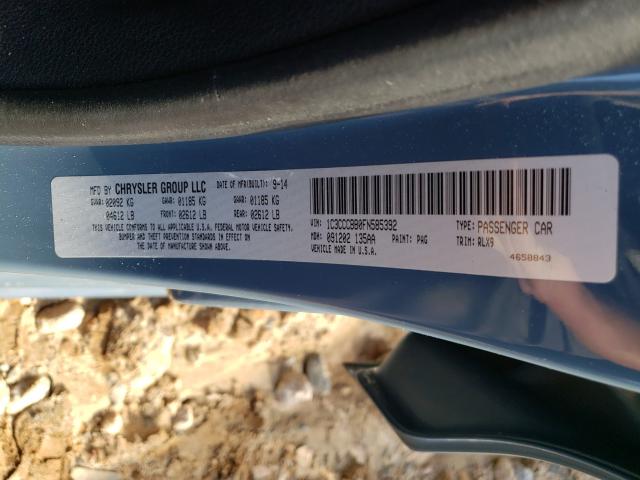 MFD BY CHRYSLER GROUP LLC DATE OF MFR(BUILT): 9-14
GVWR: 02092 KG GAWR: 01185 KG GAWR: 01185 KG
04612 LB FRONT: 02612 LB REAR: 02612 LB
THIS VEHICLE CONFORMS TO ALL APPLICABLE U.S.A. FEDERAL MOTOR VEHICLE SAFETY,
BUMPER AND THEFT PREVENTION STANDARDS IN EFFECT ON
THE DATE OF MANUFACTURE SHOWN ABOVE.
VIN: 1C3CCCBB0FN585392 TYPE: PASSENGER CAR
MDH: 091202 135AA PAINT: PAG TRIM: RLX9
VEHICLE MADE IN U.S.A. 4658843